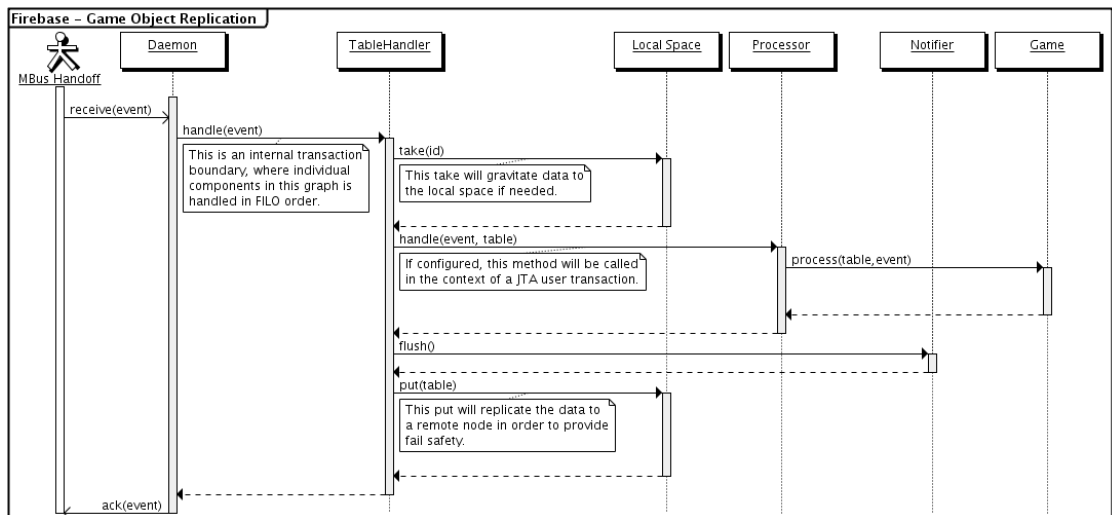 Firebase - Game Object Replication
MBus Handoff
Daemon
TableHandler
Local Space
Processor
Notifier
Game
receive(event)
handle(event)
This is an internal transaction
boundary, where individual
components in this graph is
handled in FILO order.
take(id)
This take will gravitate data to
the local space if needed.
handle(event, table)
If configured, this method will be called
in the context of a JTA user transaction.
process(table,event)
flush()
put(table)
This put will replicate the data to
a remote node in order to provide
fail safety.
ack(event)